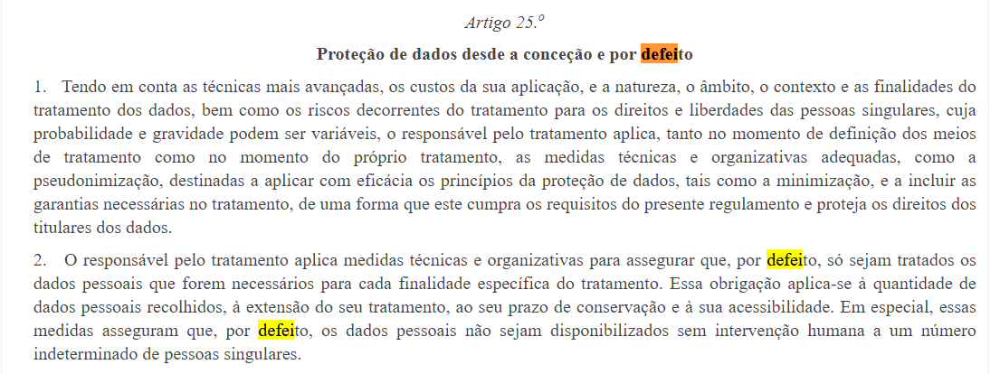 Artigo 25.º
Proteção de dados desde a conceção e por defeito
1. Tendo em conta as técnicas mais avançadas, os custos da sua aplicação, e a natureza, o âmbito, o contexto e as finalidades do
tratamento dos dados, bem como os riscos decorrentes do tratamento para os direitos e liberdades das pessoas singulares, cuja
probabilidade e gravidade podem ser variáveis, o responsável pelo tratamento aplica, tanto no momento de definição dos meios
de tratamento como no momento do próprio tratamento, as medidas técnicas e organizativas adequadas, como a
pseudonimização, destinadas a aplicar com eficácia os princípios da proteção de dados, tais como a minimização, e a incluir as
garantias necessárias no tratamento, de uma forma que este cumpra os requisitos do presente regulamento e proteja os direitos dos
titulares dos dados.
2. O responsável pelo tratamento aplica medidas técnicas e organizativas para assegurar que, por defeito, só sejam tratados os
dados pessoais que forem necessários para cada finalidade específica do tratamento. Essa obrigação aplica-se à quantidade de
dados pessoais recolhidos, à extensão do seu tratamento, ao seu prazo de conservação e à sua acessibilidade. Em especial, essas
medidas asseguram que, por defeito, os dados pessoais não sejam disponibilizados sem intervenção humana a um número
indeterminado de pessoas singulares.